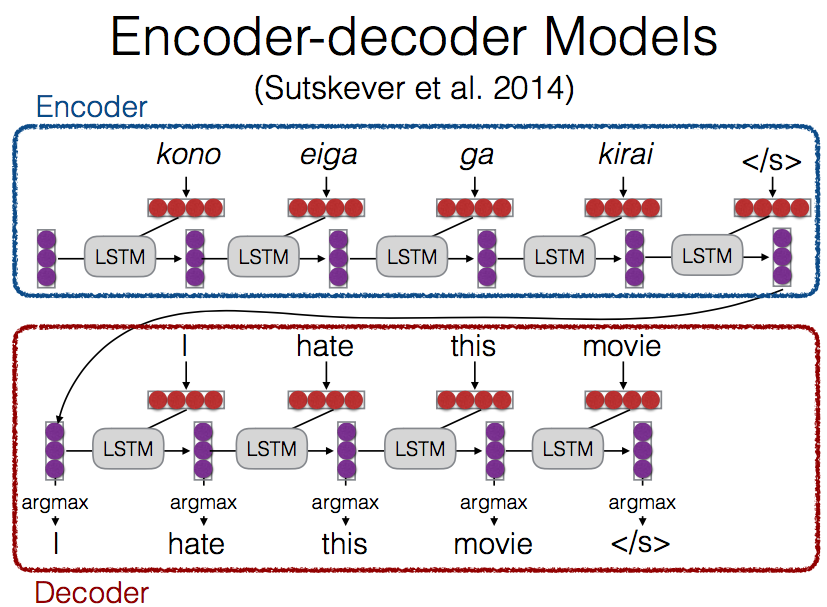 Encoder-decoder Models
(Sutskever et al. 2014)
Encoder
kono eiga ga kirai </s>
LSTM LSTM LSTM LSTM LSTM
I hate this movie
LSTM LSTM LSTM LSTM
argmax argmax argmax argmax argmax
I hate this movie </s>
Decoder